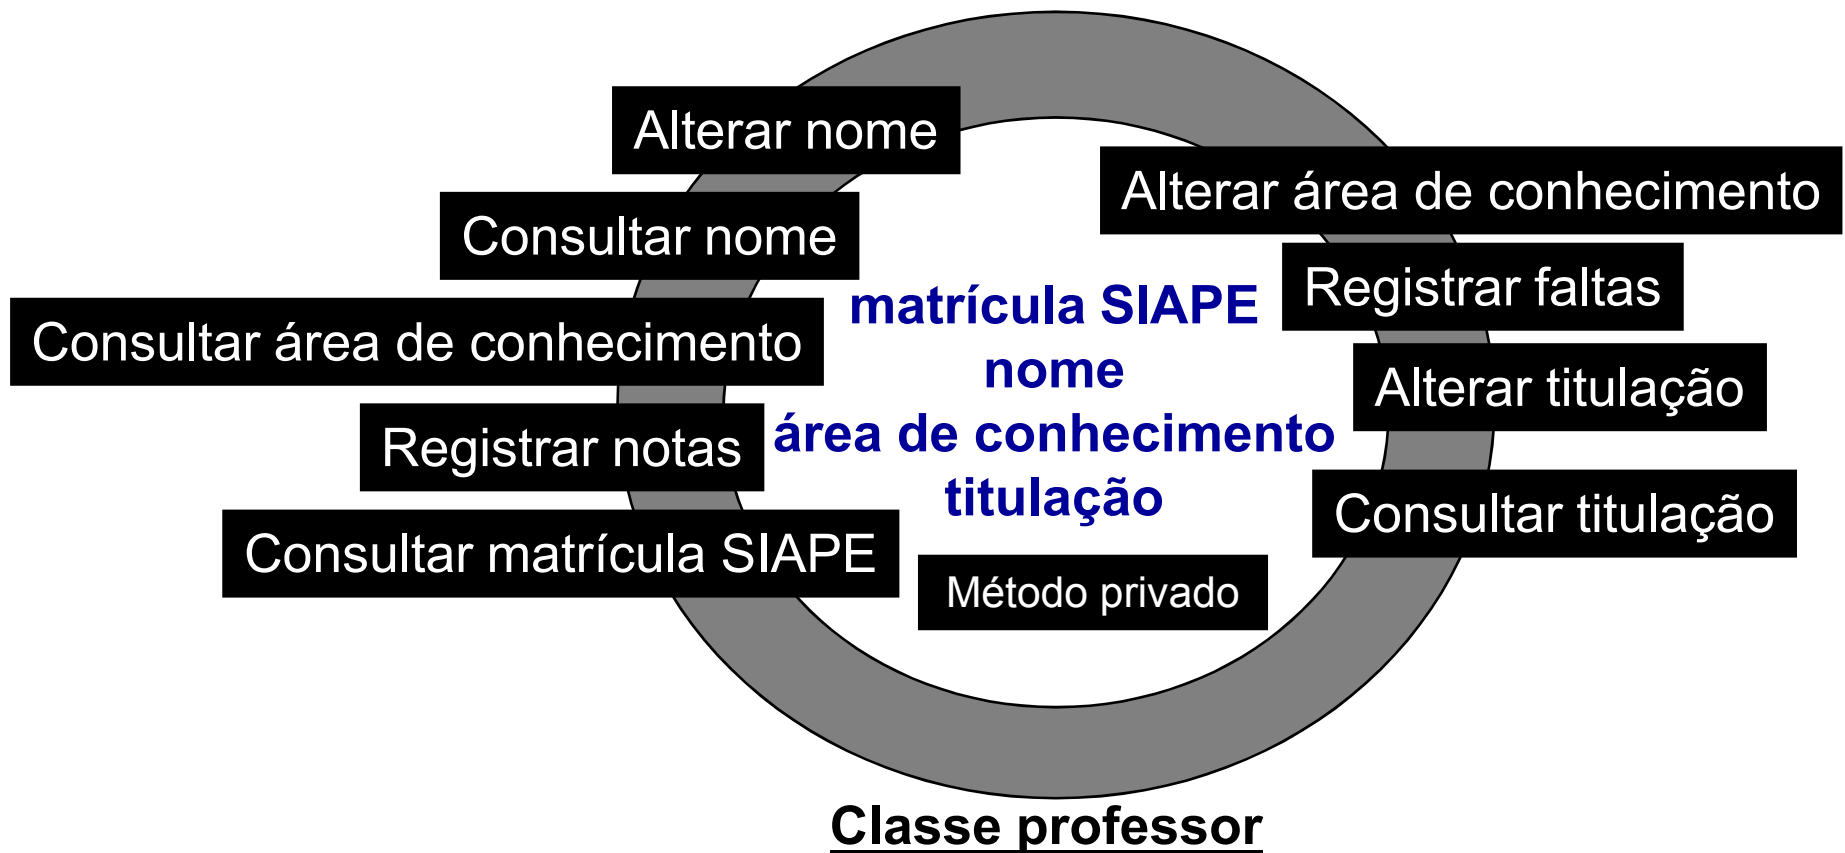 Alterar nome
Consultar nome
Consultar área de conhecimento
Registrar notas
Consultar matrícula SIAPE
matrícula SIAPE
nome
área de conhecimento
titulação
Método privado
Alterar área de conhecimento
Registrar faltas
Alterar titulação
Consultar titulação
Classe professor